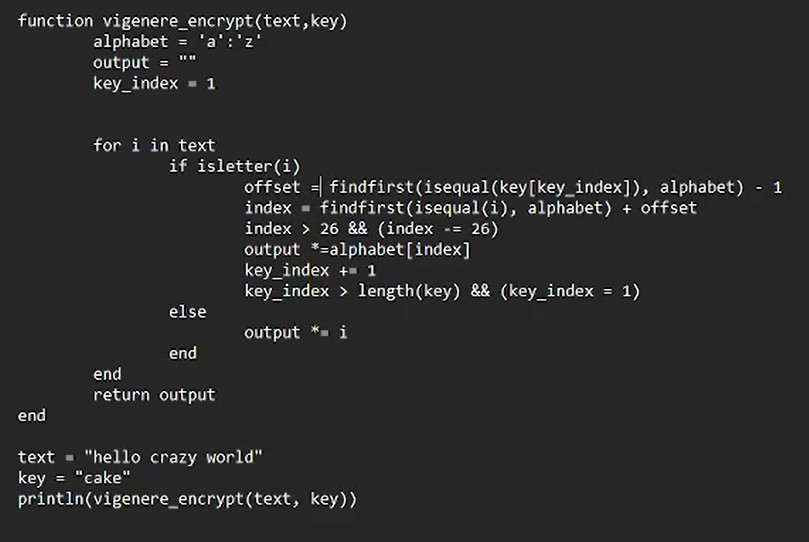 function vigenere_encrypt(text,key)
alphabet = 'a':'z'
output = ""
key_index = 1
for i in text
if isletter(i)
offset = findfirst(isequal(key[key_index]), alphabet) - 1
index = findfirst(isequal(i), alphabet) + offset
index > 26 && (index -= 26)
output *=alphabet[index]
key_index += 1
key_index > length(key) && (key_index = 1)
else
output *= i
end
end
return output
end
text = "hello crazy world"
key = "cake"
println(vigenere_encrypt(text, key))